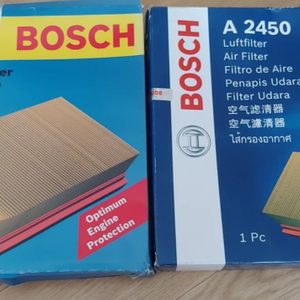 BOSCH
Optimum
Engine
Protection
BOSCH
A 2450
Luftfilter
Air Filter
Filtro de Aire
Penapis Udara
Filter Udara
空气滤清器
空氣濾清器
ไส้กรองอากาศ
1 Pc